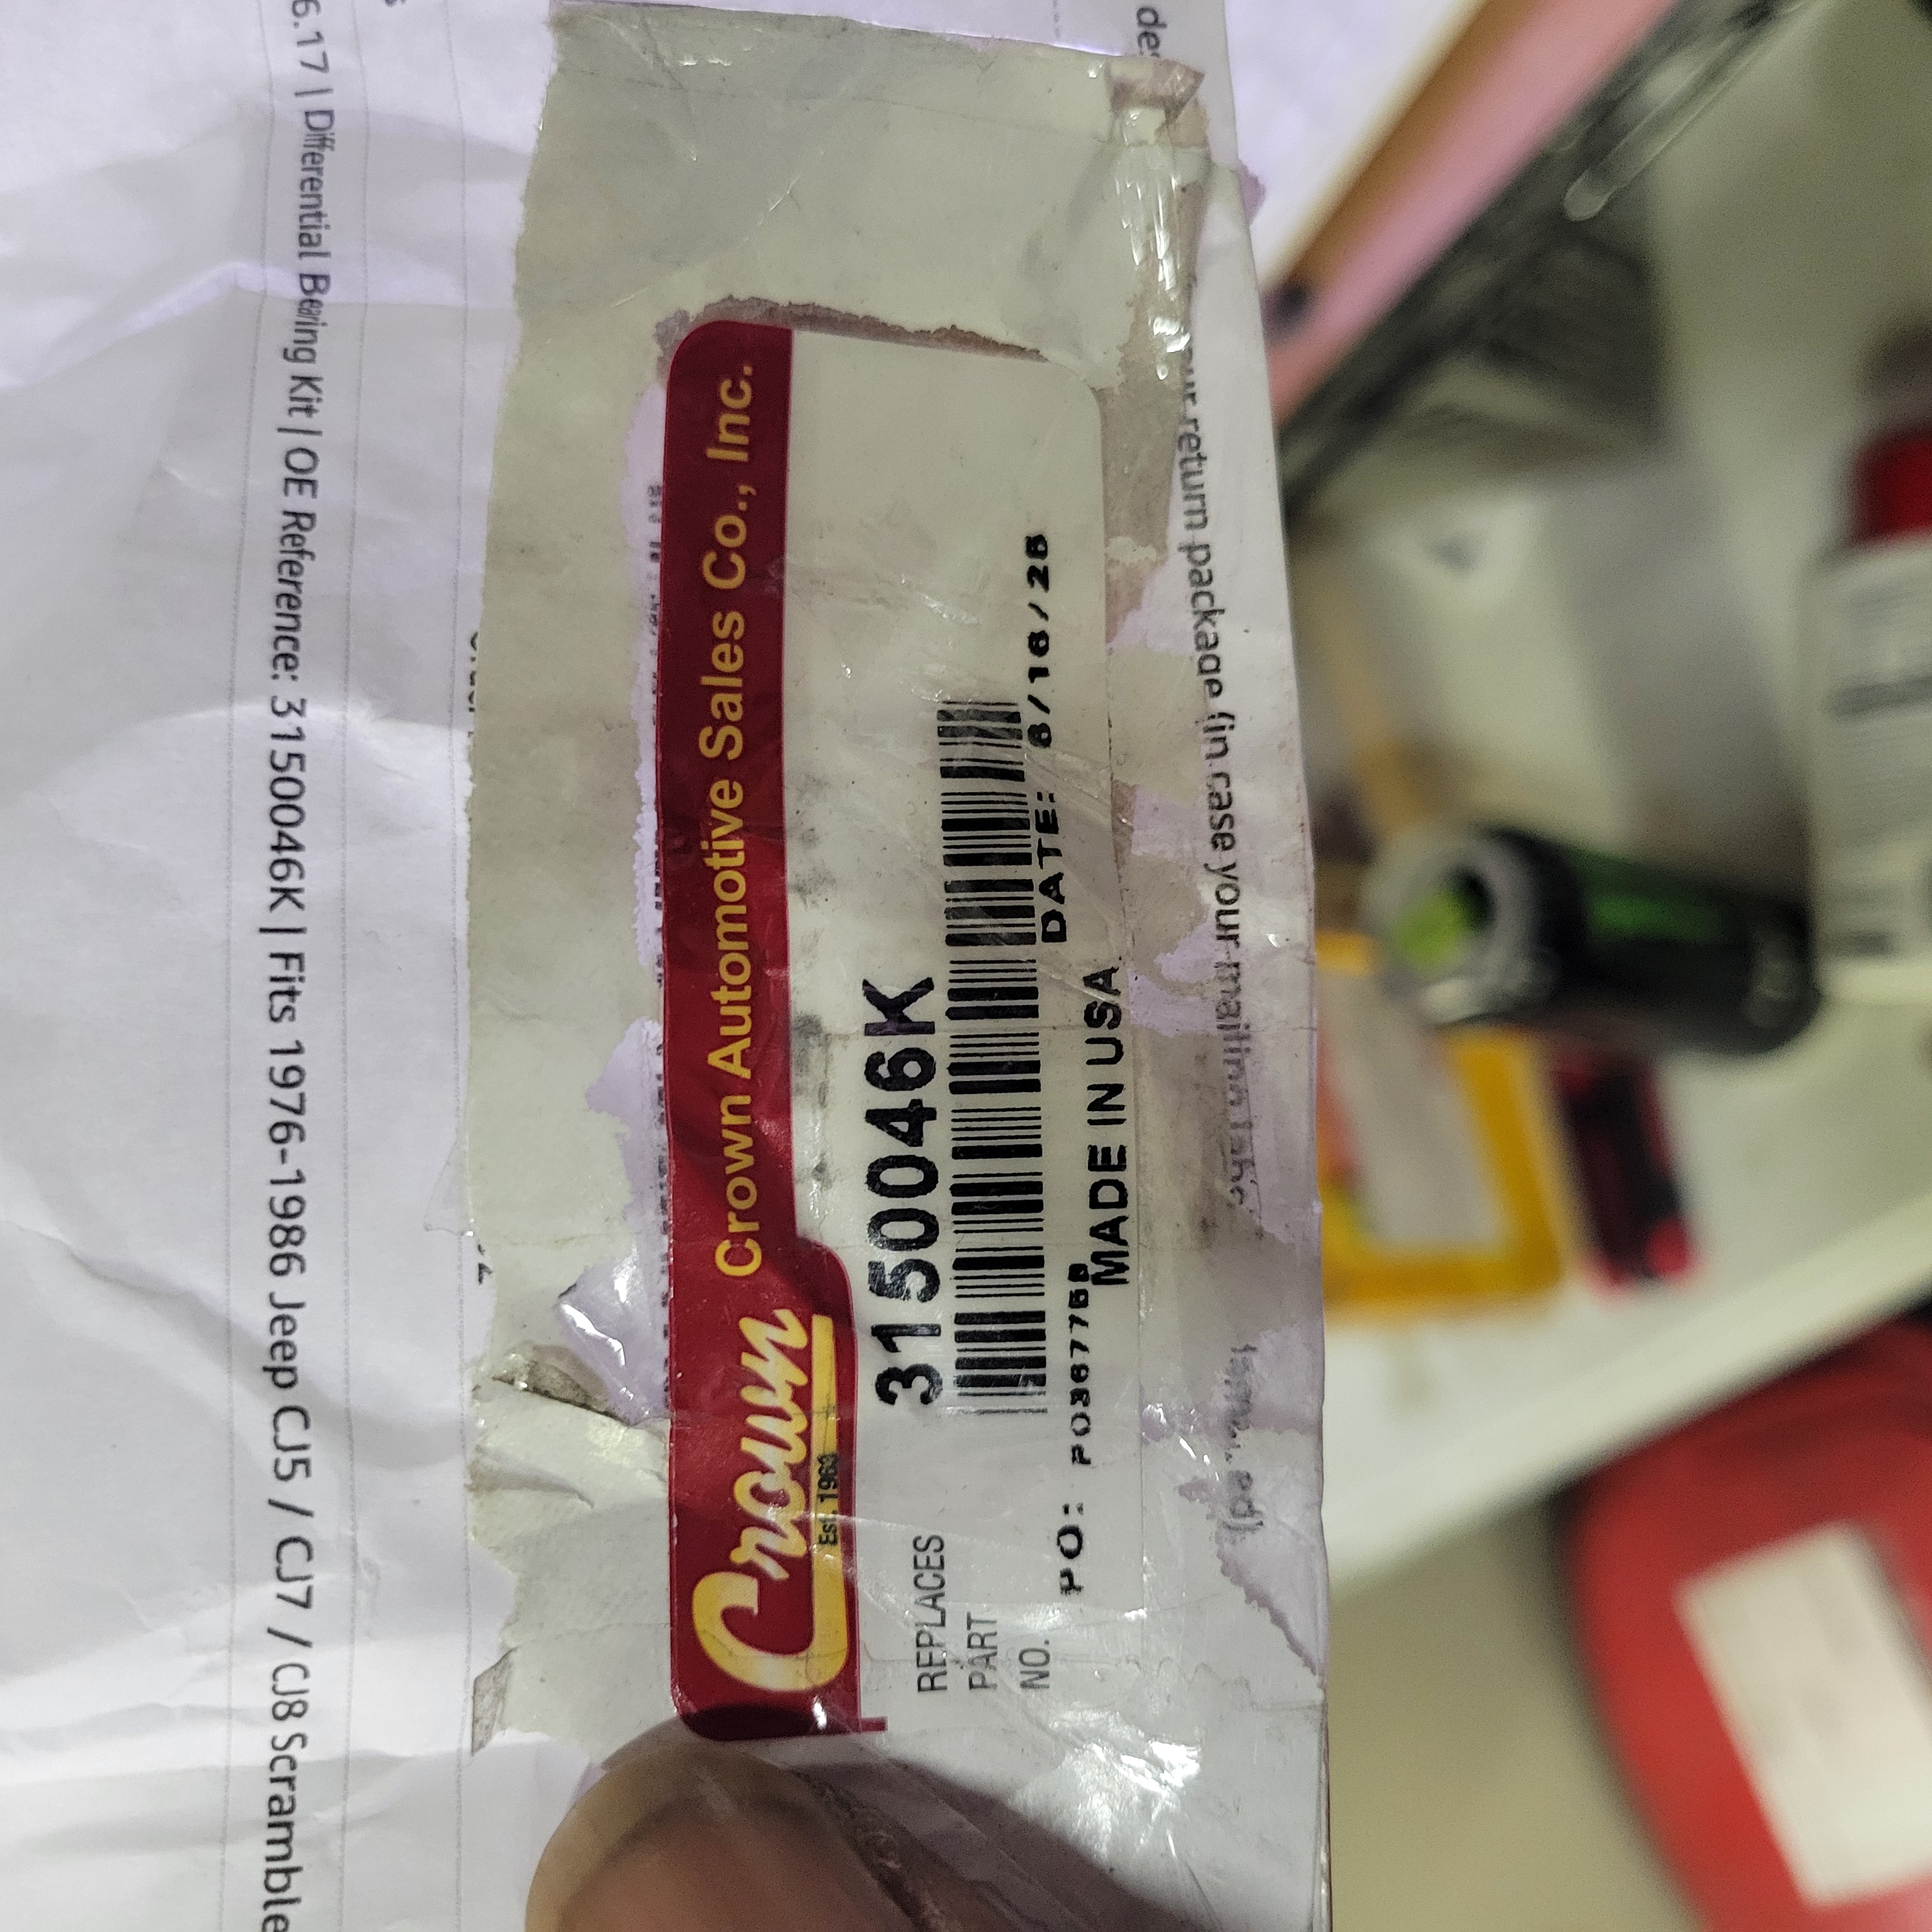 6.17 | Differential Bearing Kit | OE Reference: 3150046K | Fits 1976-1986 Jeep CJ5 / CJ7 / CJ8 Scramble
Crown
Est. 1963
Crown Automotive Sales Co., Inc.
REPLACES
PART
NO.
3150046K
PO:
DATE:
MADE IN USA
return package (in case your mailing